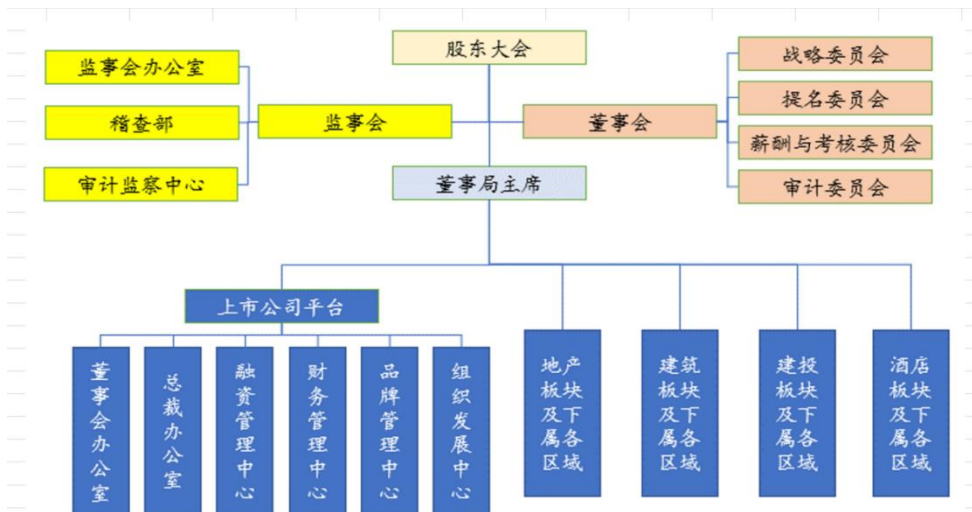 股东大会
监事会办公室
稽查部
审计监察中心
监事会
董事会
战略委员会
提名委员会
薪酬与考核委员会
审计委员会
董事局主席
上市公司平台
董事会办公室
总裁办公室
融资管理中心
财务管理中心
品牌管理中心
组织发展中心
地产
板块
及下
属各
区域
建筑
板块
及下
属各
区域
建投
板块
及下
属各
区域
酒店
板块
及下
属各
区域